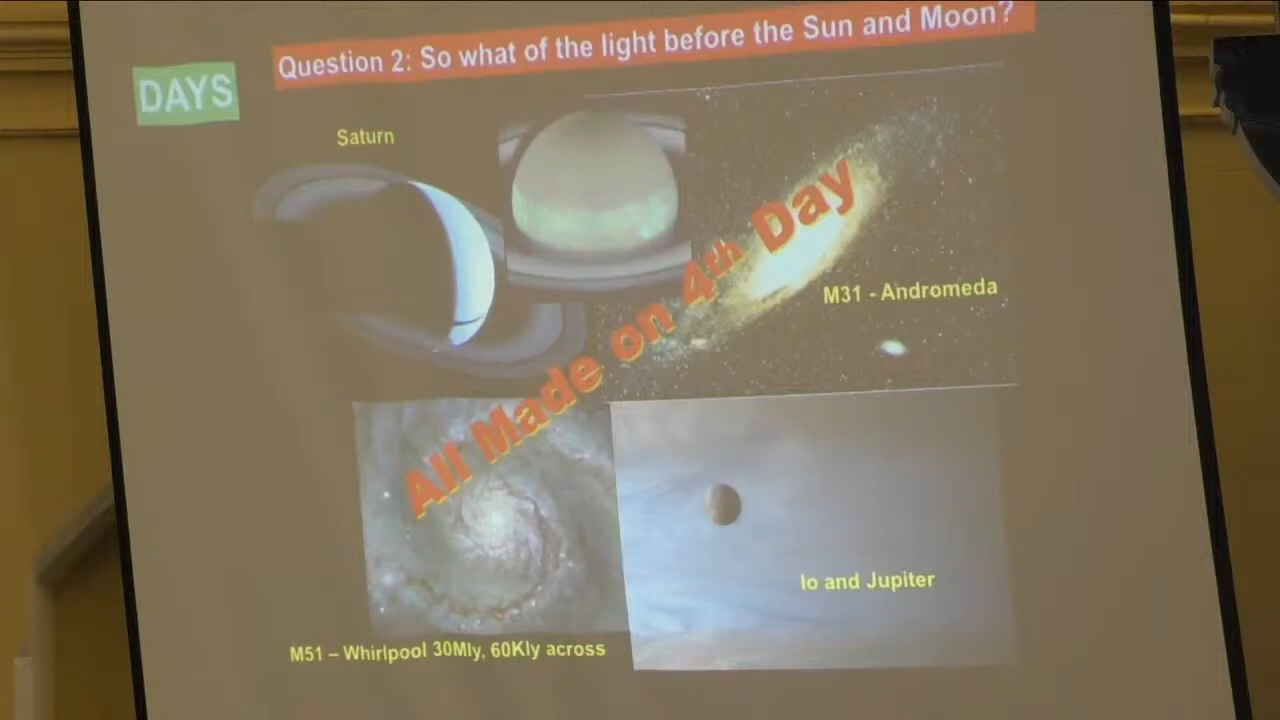 Question 2: So what of the light before the Sun and Moon?
DAYS
Saturn
All Made on 4th Day
M31 - Andromeda
Io and Jupiter
M51 – Whirlpool 30Mly, 60Kly across